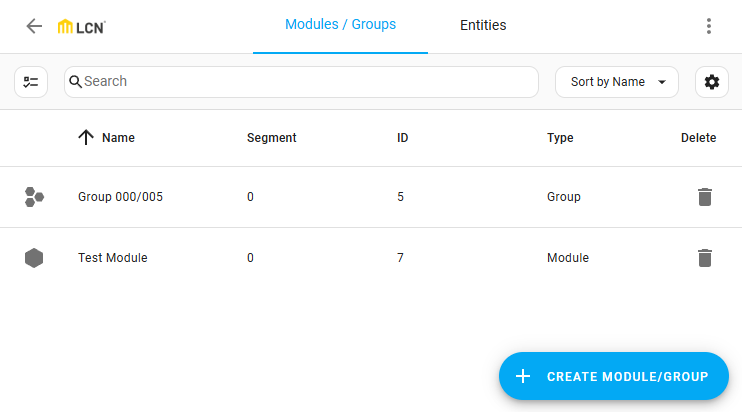 LCN Modules / Groups Entities
Search Sort by Name
Name Segment ID Type Delete
Group 000/005 0 5 Group
Test Module 0 7 Module
CREATE MODULE/GROUP